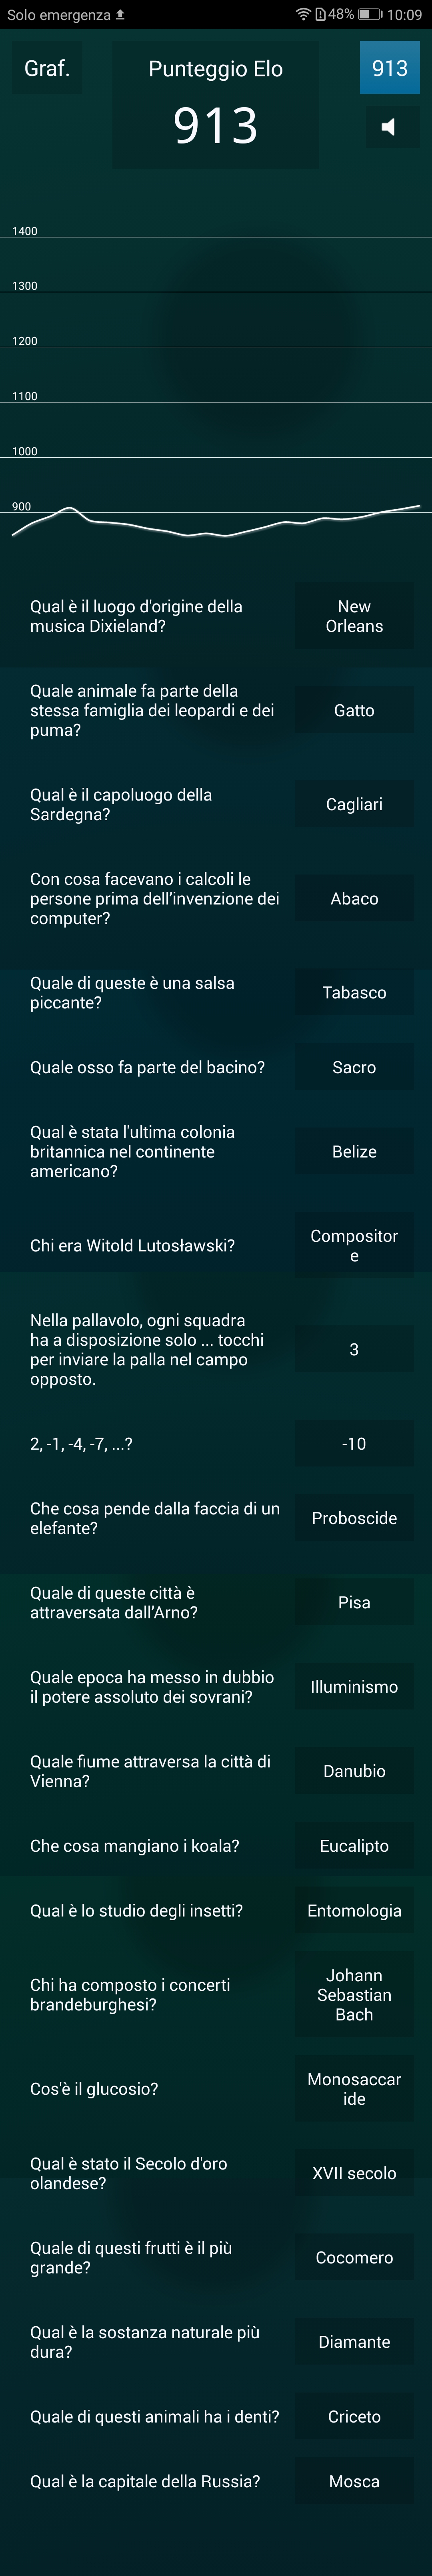 Solo emergenza 48% 10:09
Graf. Punteggio Elo 913
913
1400
1300
1200
1100
1000
900
Qual è il luogo d'origine della
musica Dixieland?
New
Orleans
Quale animale fa parte della
stessa famiglia dei leopardi e dei
puma?
Gatto
Qual è il capoluogo della
Sardegna?
Cagliari
Con cosa facevano i calcoli le
persone prima dell'invenzione dei
computer?
Abaco
Quale di queste è una salsa
piccante?
Tabasco
Quale osso fa parte del bacino?
Sacro
Qual è stata l'ultima colonia
britannica nel continente
americano?
Belize
Chi era Witold Lutosławski?
Compositor
e
Nella pallavolo, ogni squadra
ha a disposizione solo ... tocchi
per inviare la palla nel campo
opposto.
3
2, -1, -4, -7, ...?
-10
Che cosa pende dalla faccia di un
elefante?
Proboscide
Quale di queste città è
attraversata dall'Arno?
Pisa
Quale epoca ha messo in dubbio
il potere assoluto dei sovrani?
Illuminismo
Quale fiume attraversa la città di
Vienna?
Danubio
Che cosa mangiano i koala?
Eucalipto
Qual è lo studio degli insetti?
Entomologia
Chi ha composto i concerti
brandeburghesi?
Johann
Sebastian
Bach
Cos'è il glucosio?
Monosaccar
ide
Qual è stato il Secolo d'oro
olandese?
XVII secolo
Quale di questi frutti è il più
grande?
Cocomero
Qual è la sostanza naturale più
dura?
Diamante
Quale di questi animali ha i denti?
Criceto
Qual è la capitale della Russia?
Mosca